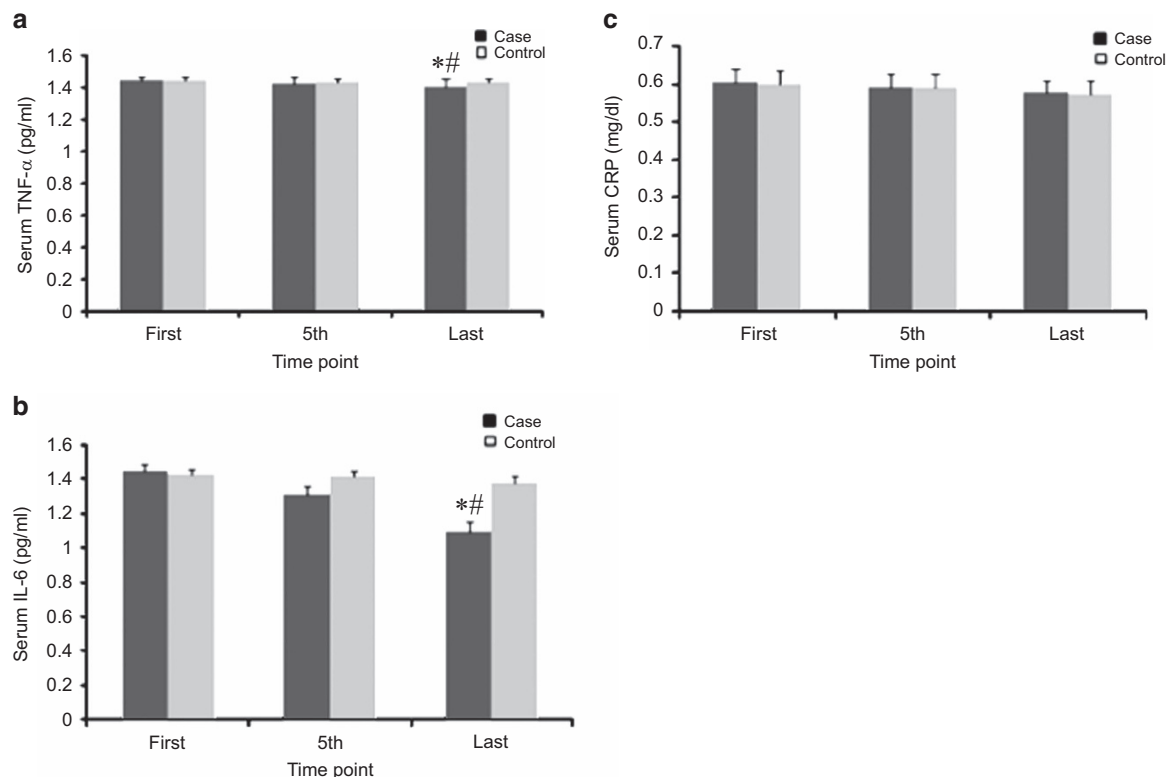 a
Case
Control
1.6
1.4
1.2
1
1.4
0.6
0.4
0.2
0
*#
Serum TNF-α (pg/ml)
First 5th Last
Time point
c
Case
Control
0.7
0.6
0.5
0.4
0.3
0.2
0.1
0
Serum CRP (mg/dl)
First 5th Last
Time point
b
Case
Control
1.6
1.4
1.2
1
0.8
0.6
0.4
0.2
0
*#
Serum IL-6 (pg/ml)
First 5th Last
Time point